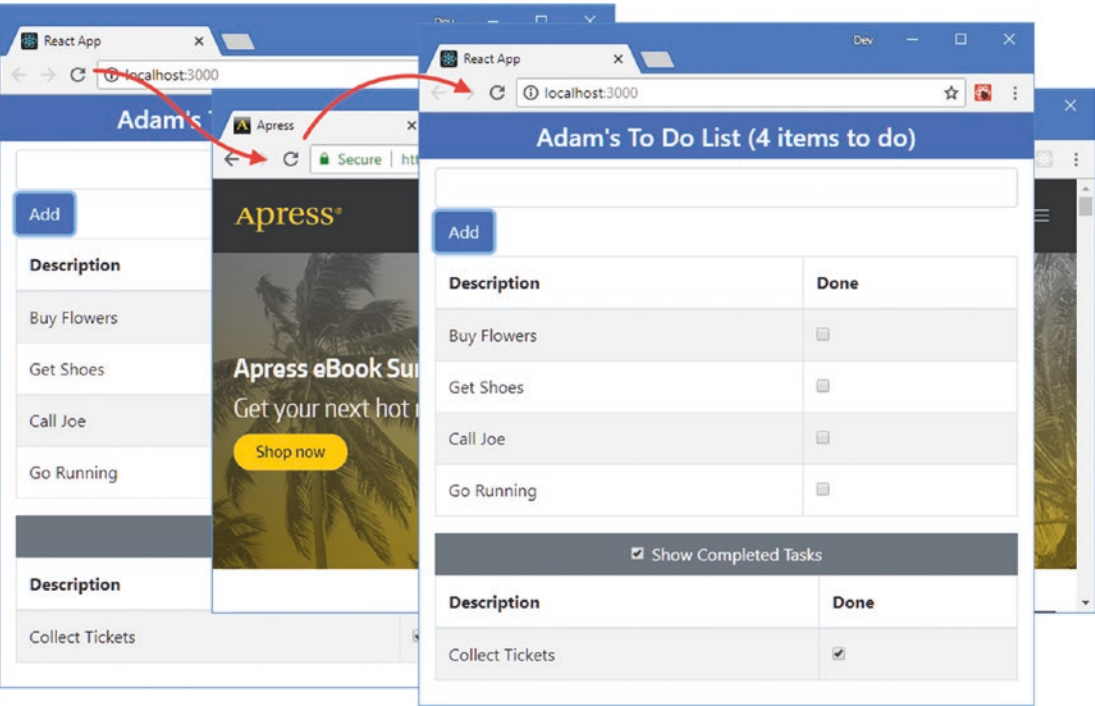 React App
localhost:3000
Adam's
Add
Description
Buy Flowers
Get Shoes
Call Joe
Go Running
Description
Collect Tickets
Apress
Secure
Apress®
Apress eBook
Get your next hot
Shop now
Dev
React App
localhost:3000
Adam's To Do List (4 items to do)
Add
Description Done
Buy Flowers
Get Shoes
Call Joe
Go Running
Show Completed Tasks
Description Done
Collect Tickets